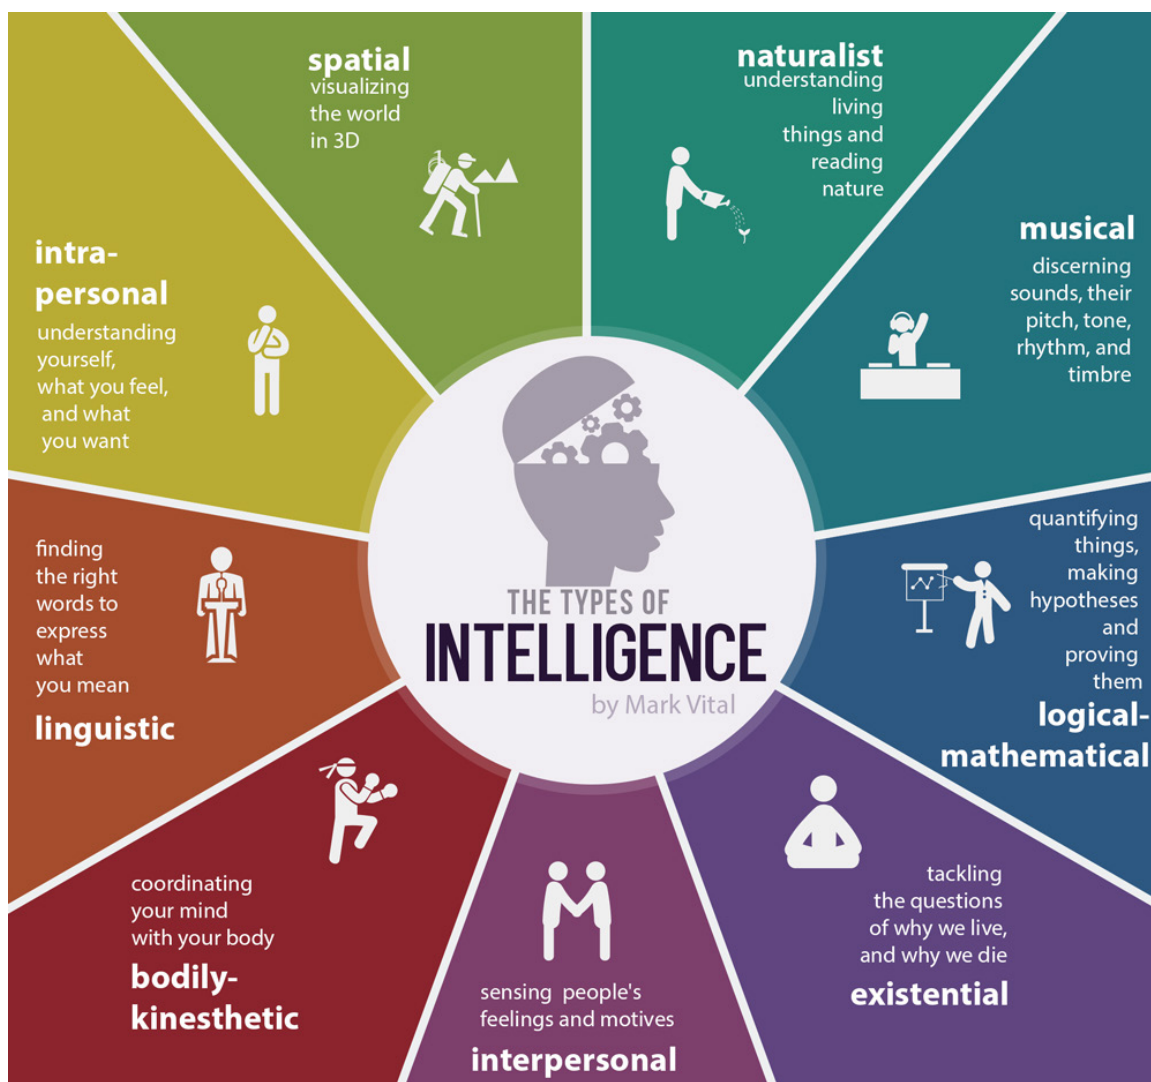 spatial
visualizing
the world
in 3D
naturalist
understanding
living
things and
reading
nature
musical
discerning
sounds, their
pitch, tone,
rhythm, and
timbre
intra-
personal
understanding
yourself,
what you feel,
and what
you want
THE TYPES OF
INTELLIGENCE
by Mark Vital
quantifying
things,
making
hypotheses
and
proving
them
logical-
mathematical
finding
the right
words to
express
what
you mean
linguistic
coordinating
your mind
with your body
bodily-
kinesthetic
sensing people's
feelings and motives
interpersonal
tackling
the questions
of why we live,
and why we die
existential